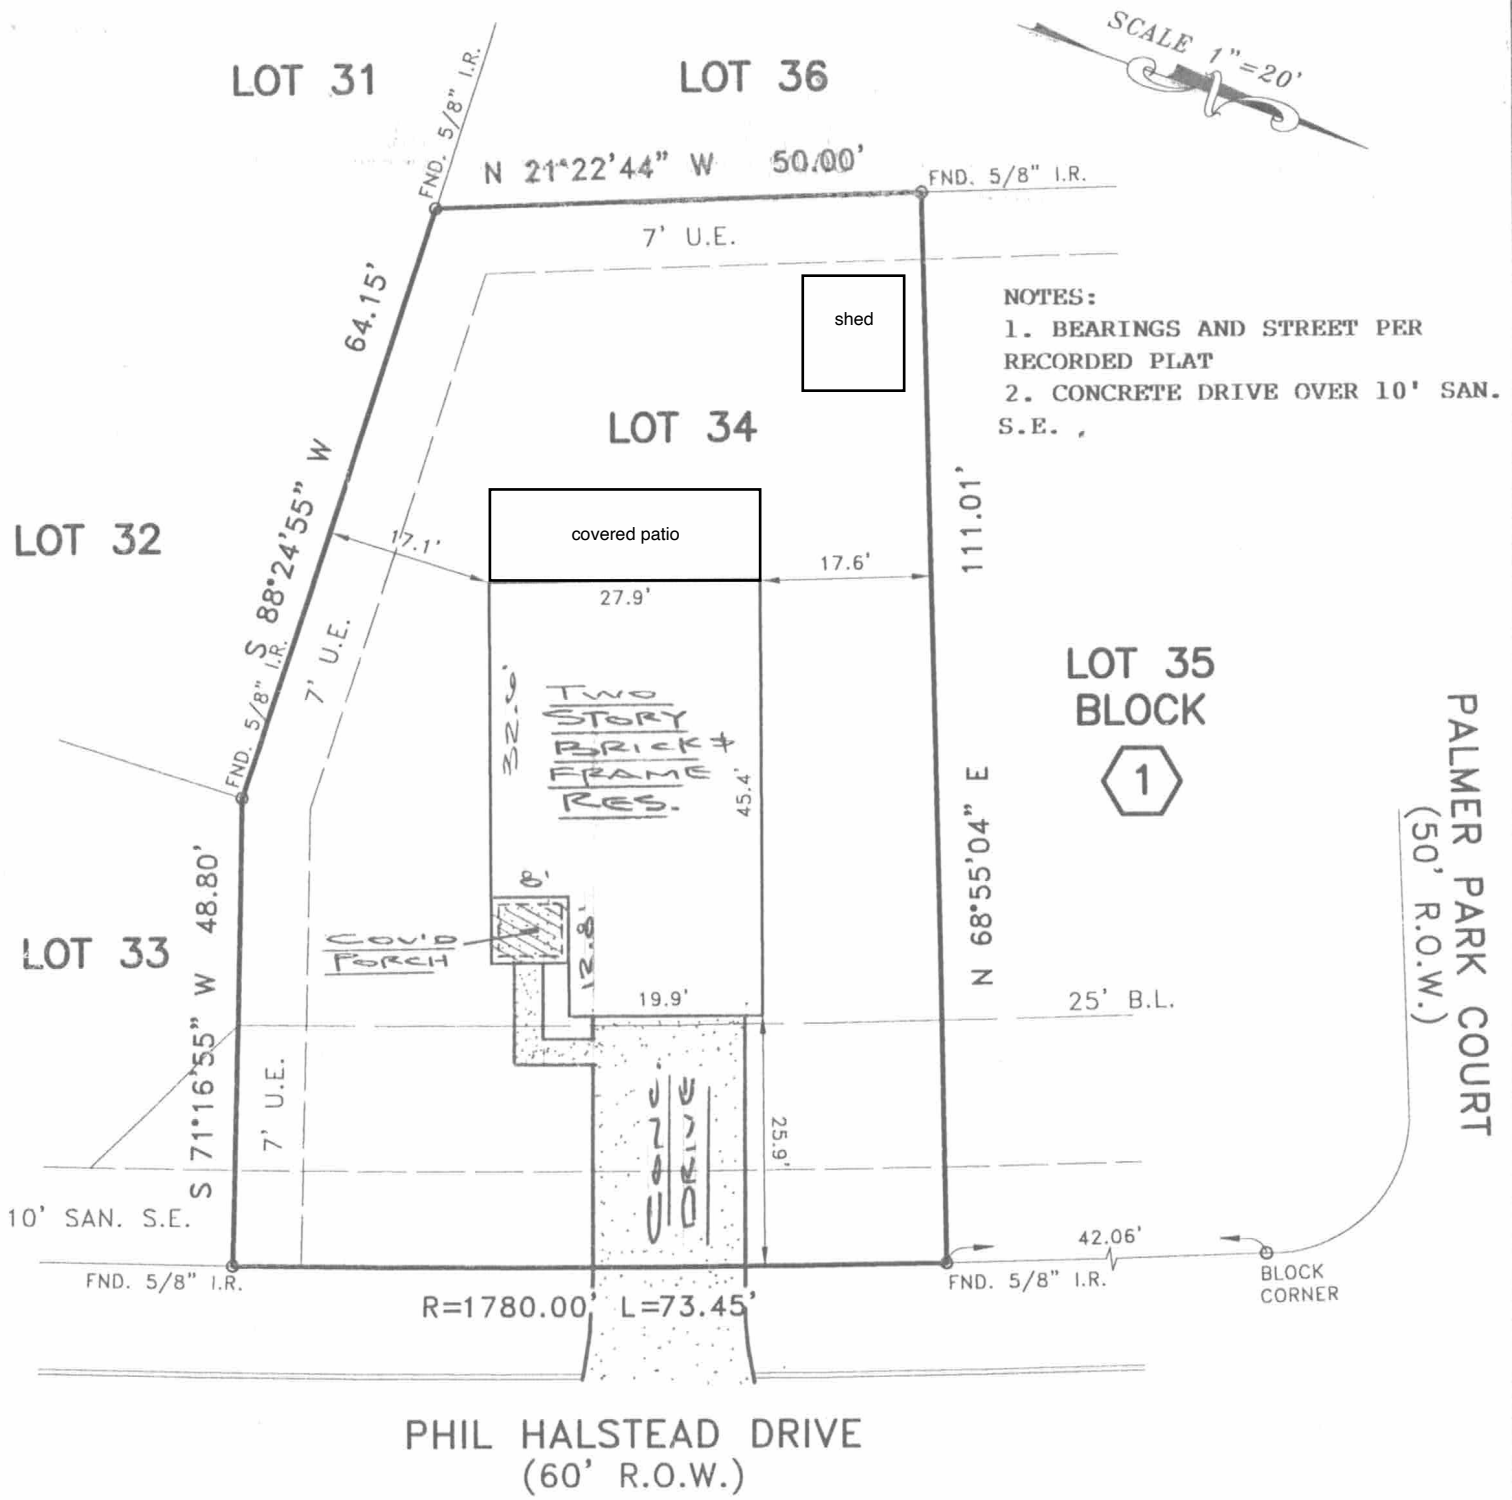 SCALE 1"=20'
LOT 31
LOT 36
FND. 5/8" I.R.
N 21°22'44" W 50.00'
FND. 5/8" I.R.
7' U.E.
64.15'
shed
NOTES:
1. BEARINGS AND STREET PER
RECORDED PLAT
2. CONCRETE DRIVE OVER 10' SAN.
S.E.
LOT 34
S 88°24'55" W
LOT 32
17.1'
covered patio
17.6'
111.01'
27.9'
7' U.E.
FND. 5/8" I.R.
32.6'
TWO
STORY
BRICK &
FRAME
RES.
45.4'
LOT 35
BLOCK
1
PALMER PARK COURT
(50' R.O.W.)
N 68°55'04" E
8'
COV'D
PORCH
12.8'
19.9'
LOT 33
S 71°16'55" W 48.80'
25' B.L.
7' U.E.
CONC.
DRIVE
25.9'
10' SAN. S.E.
42.06'
FND. 5/8" I.R.
FND. 5/8" I.R.
BLOCK
CORNER
R=1780.00' L=73.45'
PHIL HALSTEAD DRIVE
(60' R.O.W.)